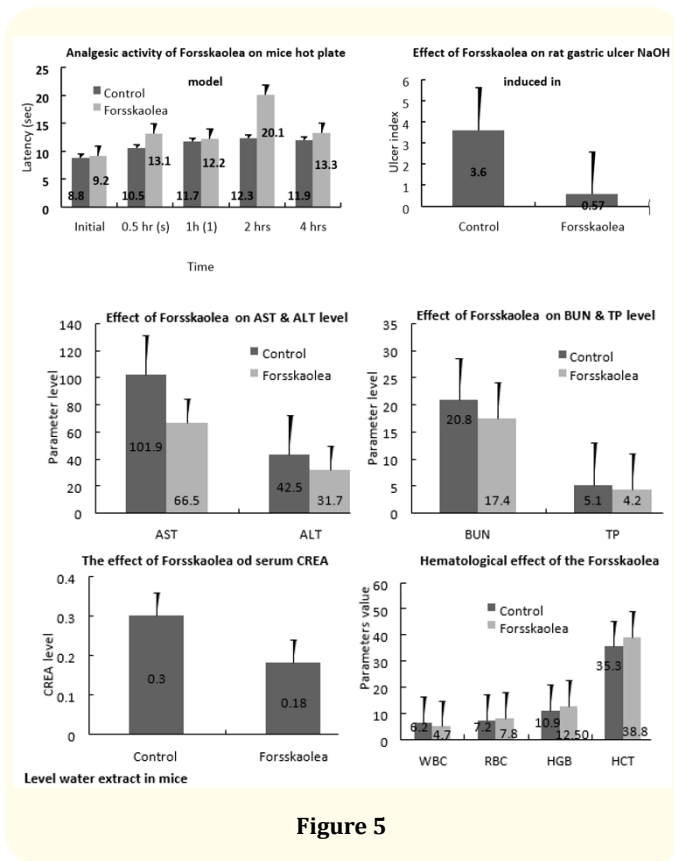 Analgesic activity of Forsskaolea on mice hot plate
model
25
20
15
10
5
0
Latency (sec)
Control
Forsskaolea
8.8
9.2
10.5
13.1
11.7
12.2
12.3
20.1
11.9
13.3
Initial
0.5 hr (s)
1h (1)
2 hrs
4 hrs
Time
Effect of Forsskaolea on rat gastric ulcer NaOH
induced in
6
5
4
3
2
1
0
Ulcer index
3.6
0.57
Control
Forsskaolea
Effect of Forsskaolea on AST & ALT level
140
120
100
80
60
40
20
0
Parameter level
Control
Forsskaolea
101.9
66.5
42.5
31.7
AST
ALT
Effect of Forsskaolea on BUN & TP level
35
30
25
20
15
10
5
0
Parameter level
Control
Forsskaolea
20.8
17.4
5.1
4.2
BUN
TP
The effect of Forsskaolea od serum CREA
0.4
0.3
0.2
0.1
0
CREA level
0.3
0.18
Control
Forsskaolea
Level water extract in mice
Hematological effect of the Forsskaolea
60
50
40
30
20
10
0
Parameters value
Control
Forsskaolea
6.2
4.7
7.2
7.8
10.9
12.50
35.3
38.8
WBC
RBC
HGB
HCT
Figure 5